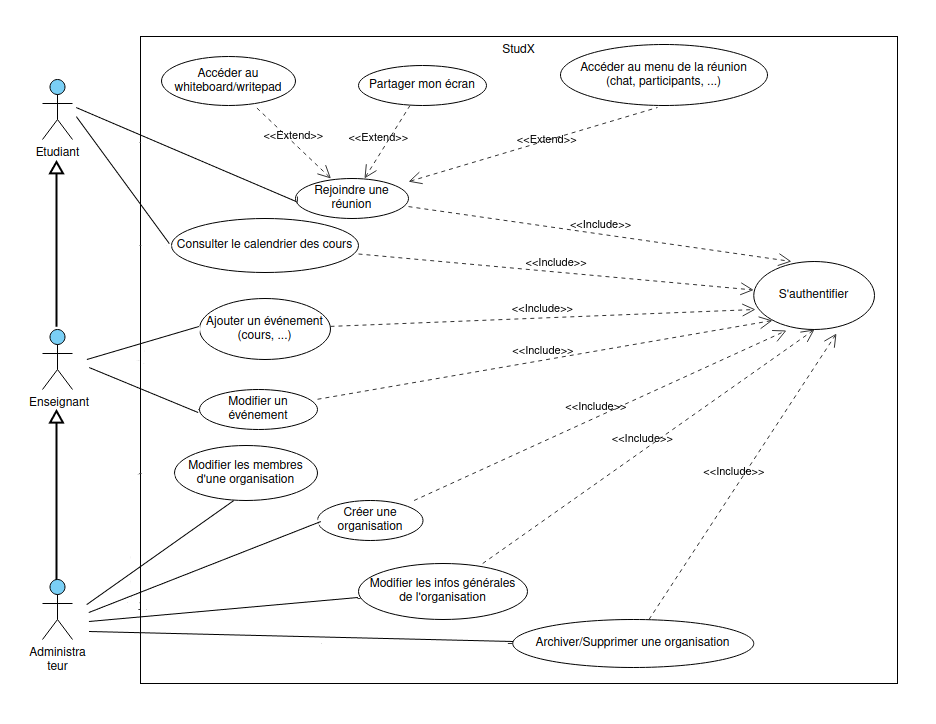 StudX
Accéder au
whiteboard/writepad
Partager mon écran
Accéder au menu de la réunion
(chat, participants, ...)
<<Extend>>
<<Extend>>
<<Extend>>
Etudiant
Rejoindre une
réunion
<<Include>>
Consulter le calendrier des cours
<<Include>>
S'authentifier
Ajouter un événement
(cours, ...)
<<Include>>
<<Include>>
Enseignant
Modifier un
événement
<<Include>>
<<Include>>
Modifier les membres
d'une organisation
<<Include>>
Créer une
organisation
Modifier les infos générales
de l'organisation
Archiver/Supprimer une organisation
Administra
teur